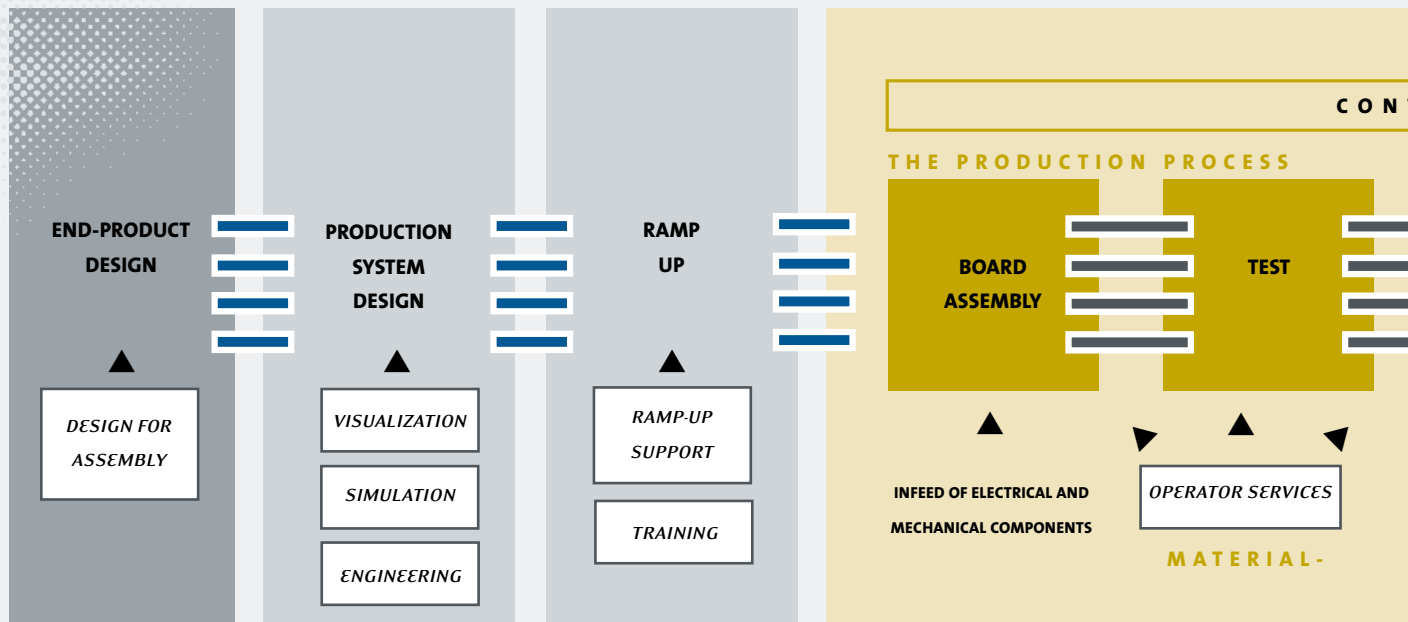 END-PRODUCT
DESIGN
DESIGN FOR
ASSEMBLY
PRODUCTION
SYSTEM
DESIGN
VISUALIZATION
SIMULATION
ENGINEERING
RAMP
UP
RAMP-UP
SUPPORT
TRAINING
CON
THE PRODUCTION PROCESS
BOARD
ASSEMBLY
TEST
INFEED OF ELECTRICAL AND
MECHANICAL COMPONENTS
OPERATOR SERVICES
MATERIAL-